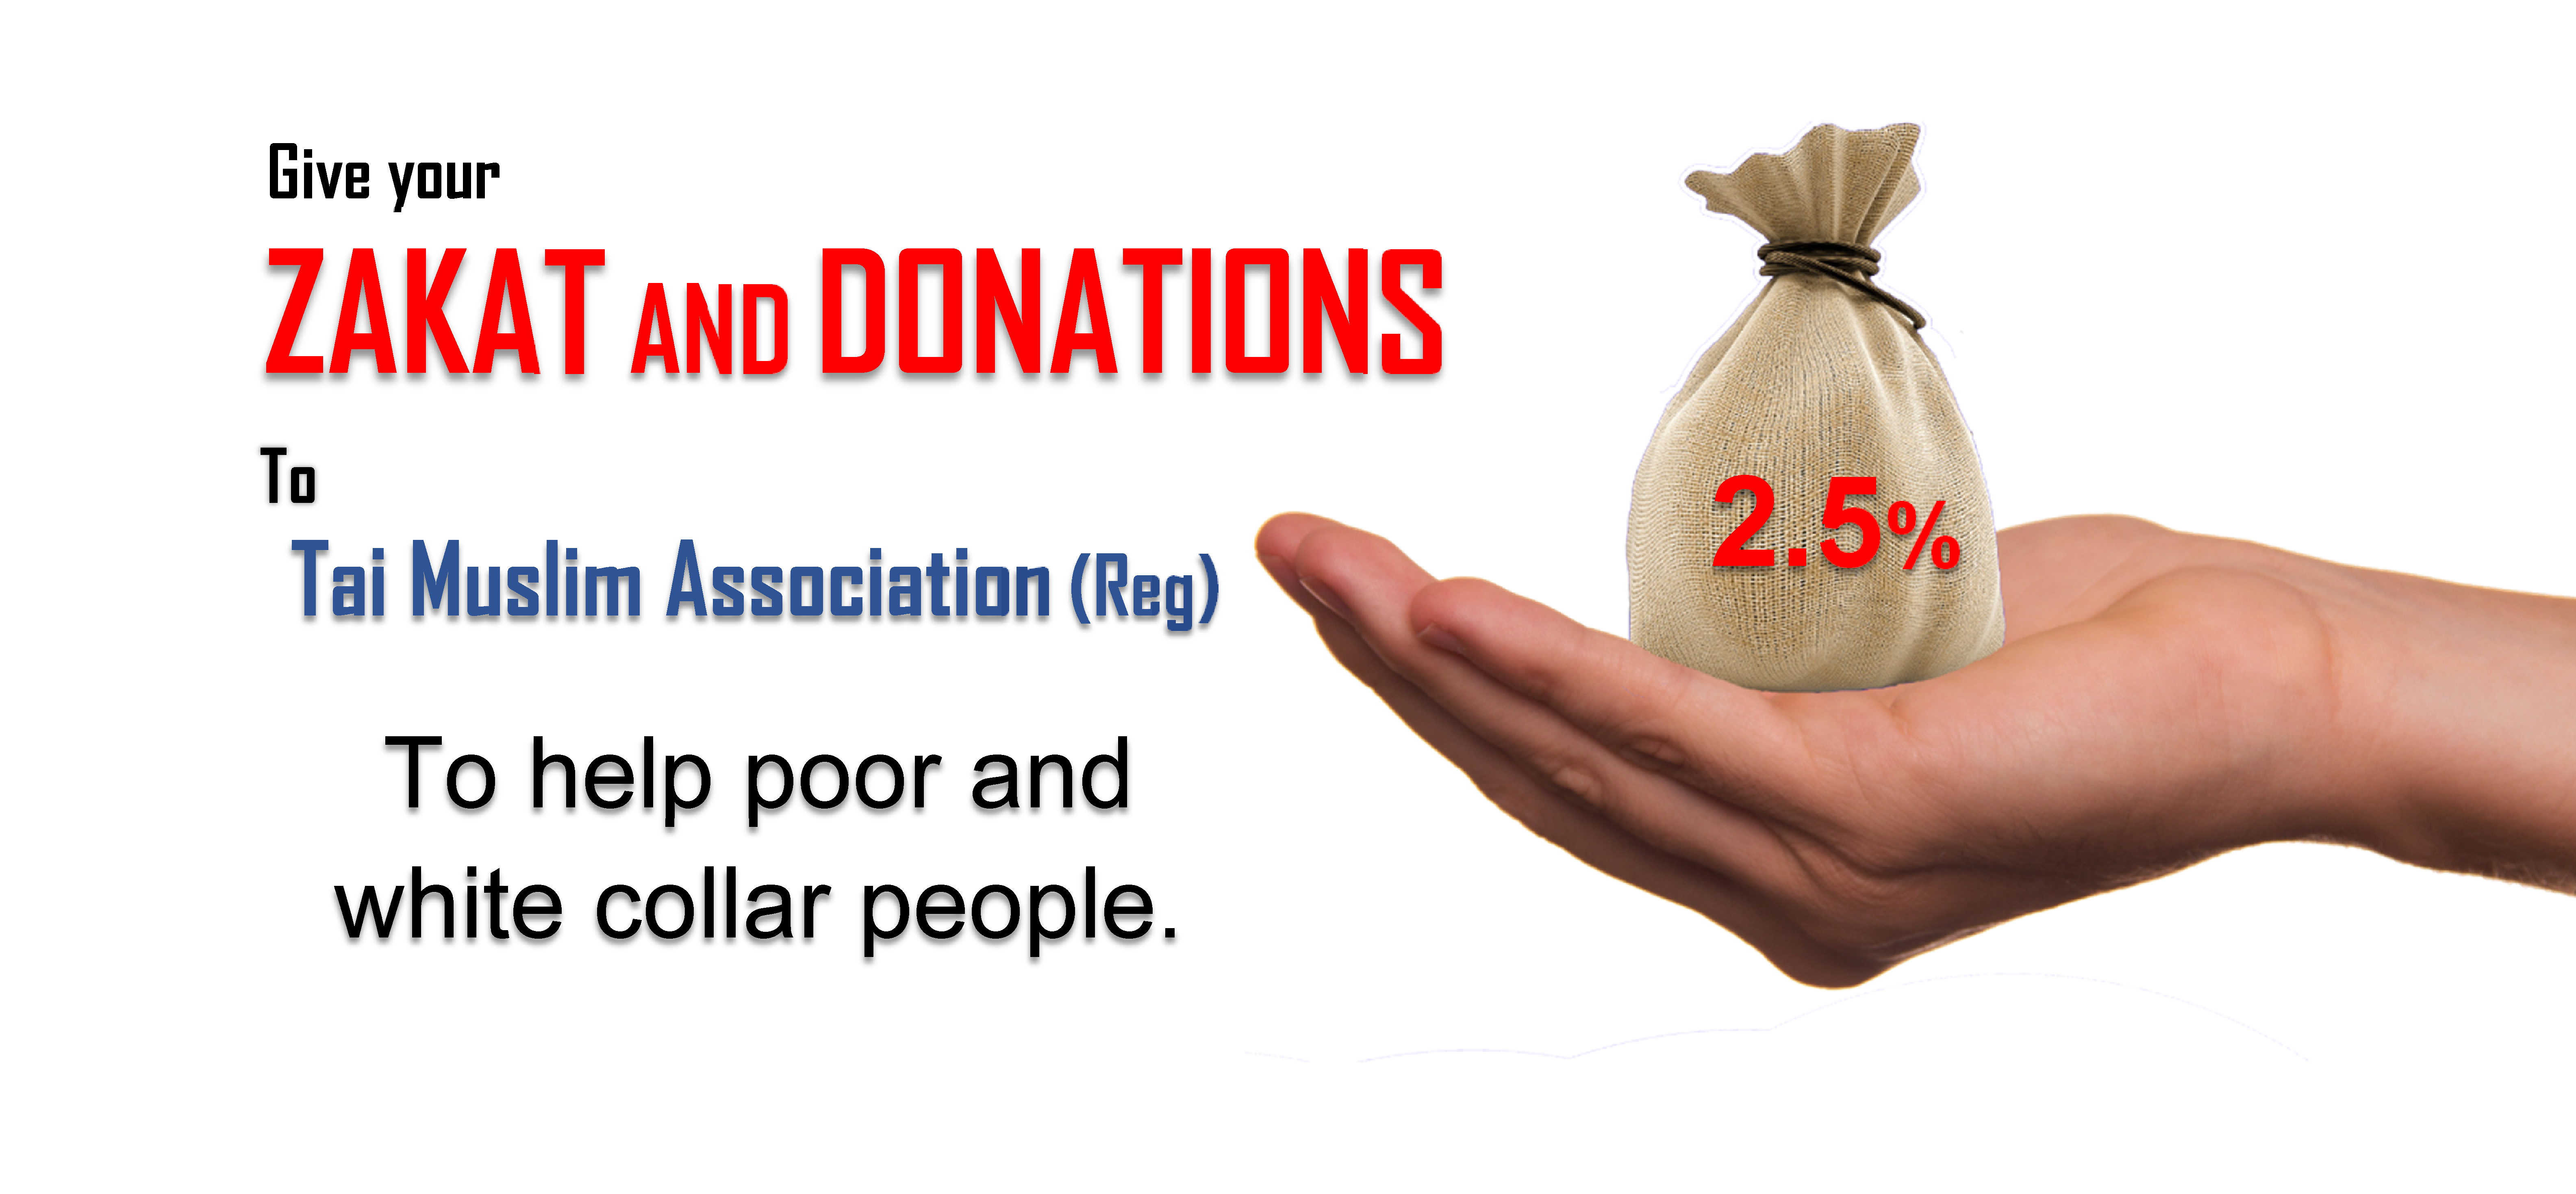 Give your
ZAKAT AND DONATIONS
To
Tai Muslim Association (Reg)
To help poor and
white collar people.
2.5%